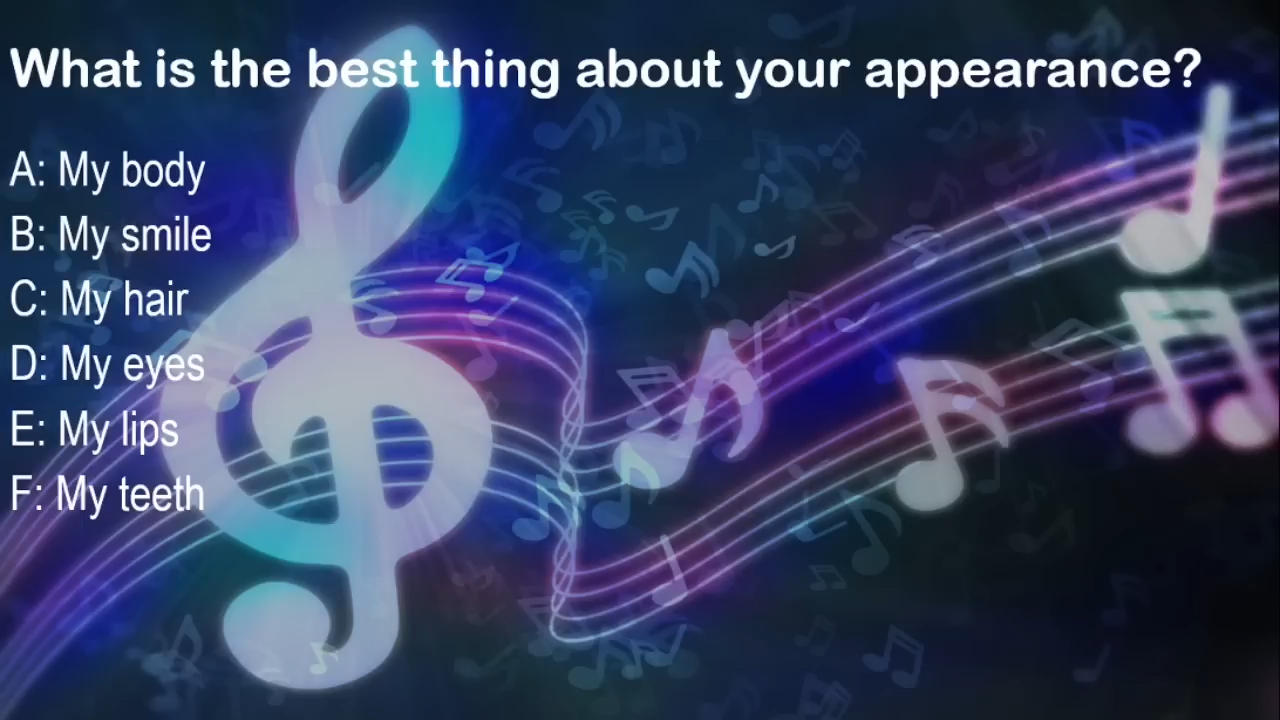 What is the best thing about your appearance?
A: My body
B: My smile
C: My hair
D: My eyes
E: My lips
F: My teeth